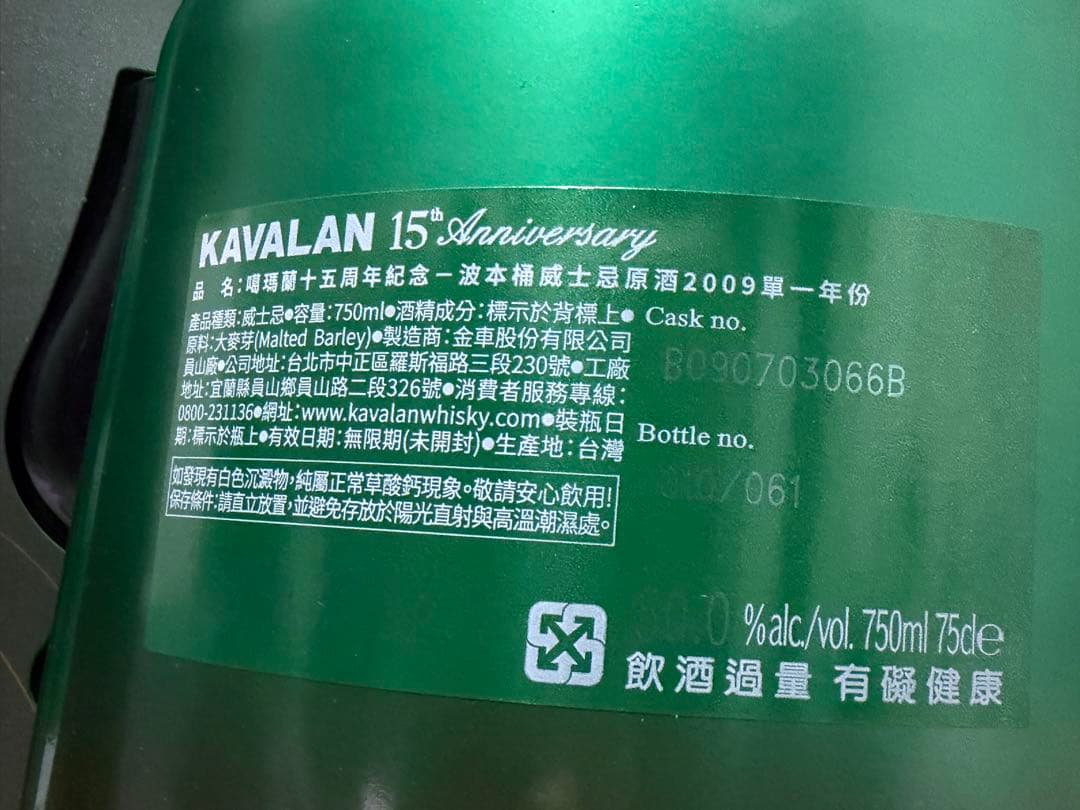 KAVALAN 15th Anniversary
品 名:噶瑪蘭十五周年紀念－波本桶威士忌原酒2009單一年份
產品種類:威士忌●容量:750ml●酒精成分:標示於背標上●
原料:大麥芽(Malted Barley)●製造商:金車股份有限公司
員山廠●公司地址:台北市中正區羅斯福路三段230號●工廠
地址:宜蘭縣員山鄉員山路二段326號●消費者服務專線:
0800-231136●網址:www.kavalanwhisky.com●裝瓶日
期:標示於瓶上●有效日期:無限期(未開封)●生產地:台灣
如發現有白色沉澱物,純屬正常草酸鈣現象。敬請安心飲用!
保存條件:請直立放置,並避免存放於陽光直射與高溫潮濕處。
Cask no.
B090703066B
Bottle no.
061
%alc./vol. 750ml 75cle
飲酒過量 有礙健康